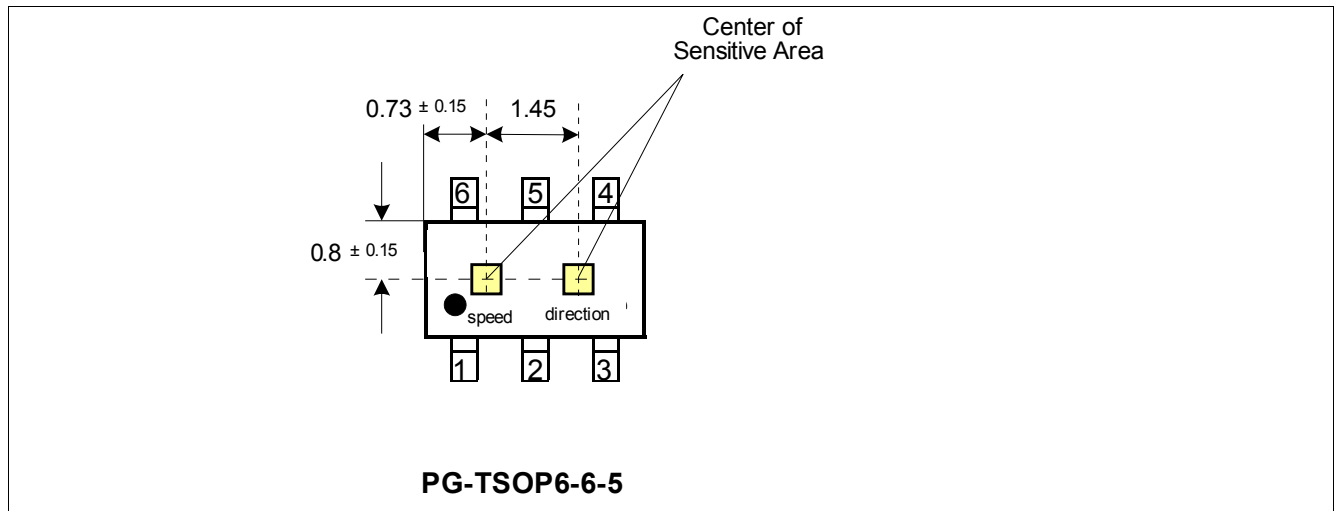 Center of
Sensitive Area
0.73 ± 0.15 1.45
6 5 4
0.8 ± 0.15
speed direction
1 2 3
PG-TSOP6-6-5